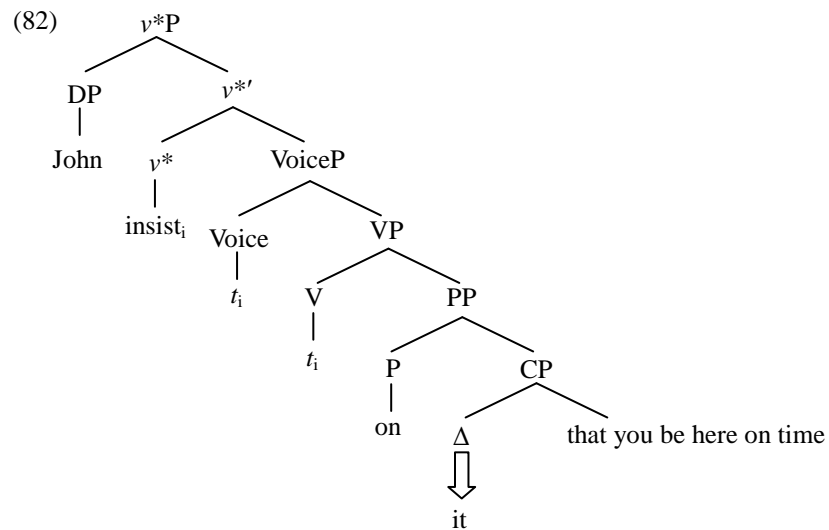 (82)
v*P
DP v*′
John v* VoiceP
insistᵢ Voice VP
tᵢ V PP
tᵢ P CP
on Δ that you be here on time
it